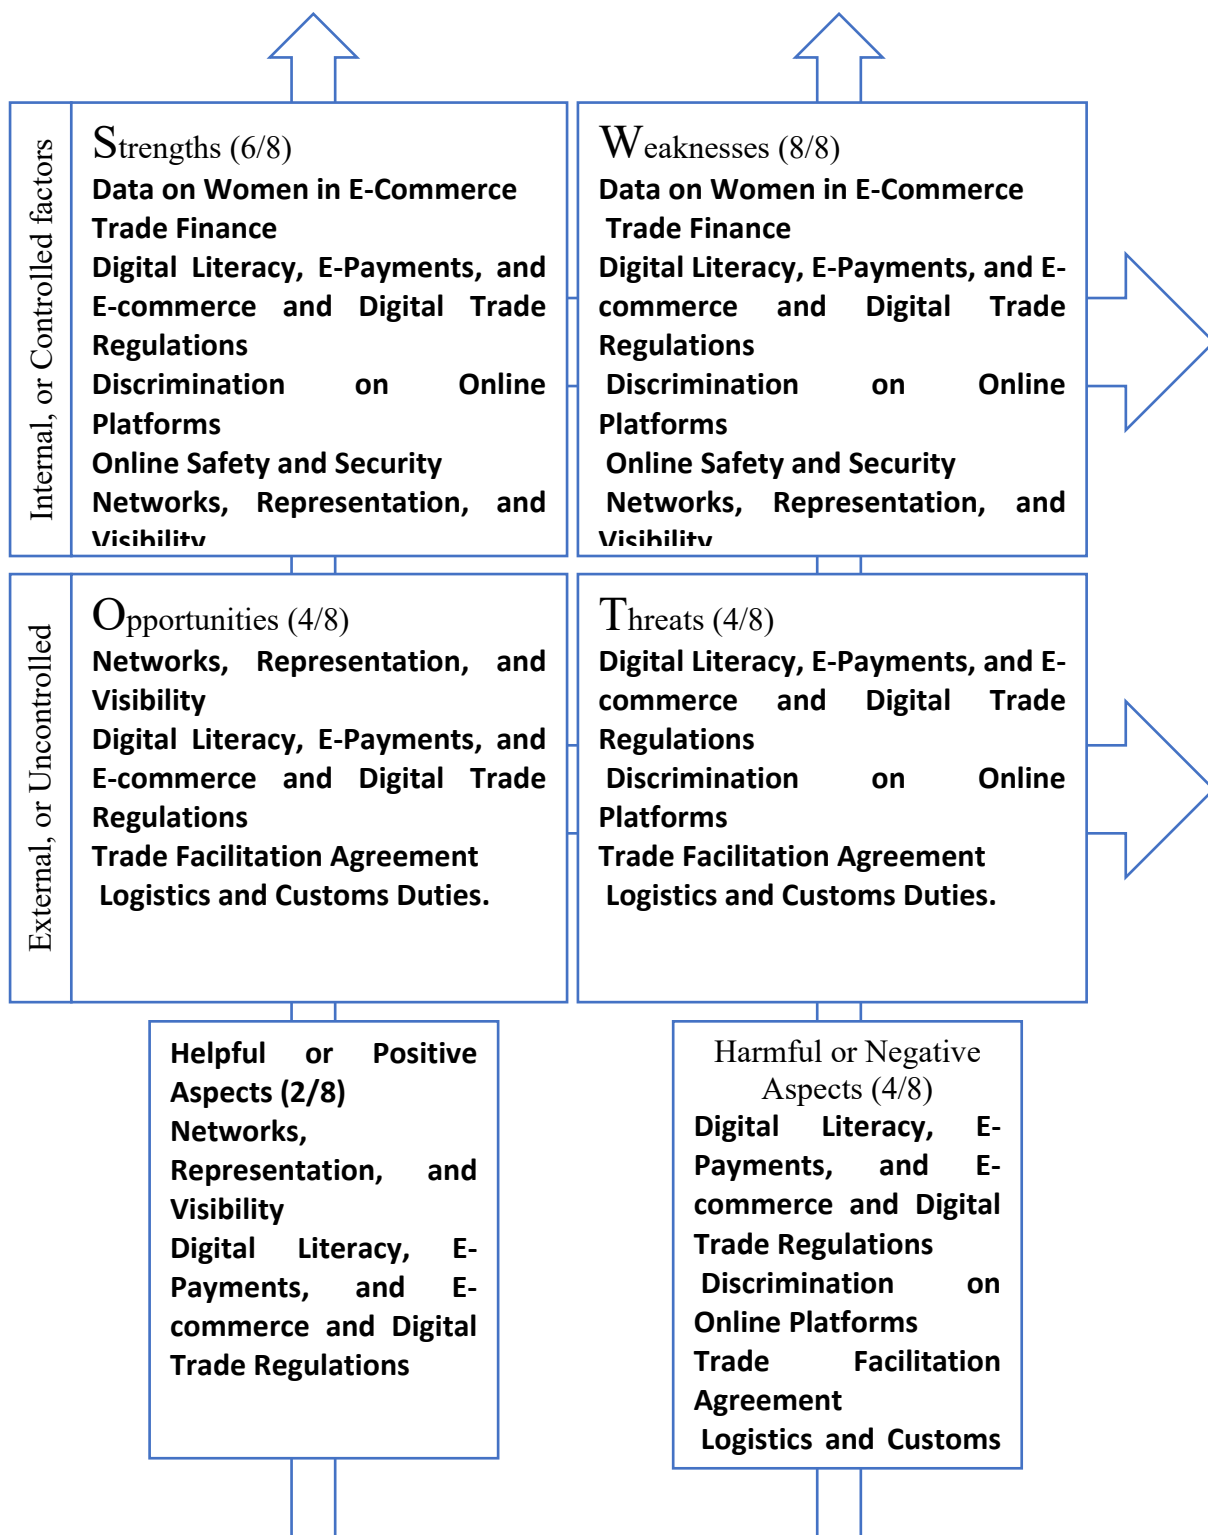 Internal, or Controlled factors
Strengths (6/8)
Data on Women in E-Commerce
Trade Finance
Digital Literacy, E-Payments, and
E-commerce and Digital Trade
Regulations
Discrimination on Online
Platforms
Online Safety and Security
Networks, Representation, and
Visibility
Weaknesses (8/8)
Data on Women in E-Commerce
Trade Finance
Digital Literacy, E-Payments, and E-
commerce and Digital Trade
Regulations
Discrimination on Online
Platforms
Online Safety and Security
Networks, Representation, and
Visibility
External, or Uncontrolled
Opportunities (4/8)
Networks, Representation, and
Visibility
Digital Literacy, E-Payments, and
E-commerce and Digital Trade
Regulations
Trade Facilitation Agreement
Logistics and Customs Duties.
Threats (4/8)
Digital Literacy, E-Payments, and E-
commerce and Digital Trade
Regulations
Discrimination on Online
Platforms
Trade Facilitation Agreement
Logistics and Customs Duties.
Helpful or Positive
Aspects (2/8)
Networks,
Representation, and
Visibility
Digital Literacy, E-
Payments, and E-
commerce and Digital
Trade Regulations
Harmful or Negative
Aspects (4/8)
Digital Literacy, E-
Payments, and E-
commerce and Digital
Trade Regulations
Discrimination on
Online Platforms
Trade Facilitation
Agreement
Logistics and Customs